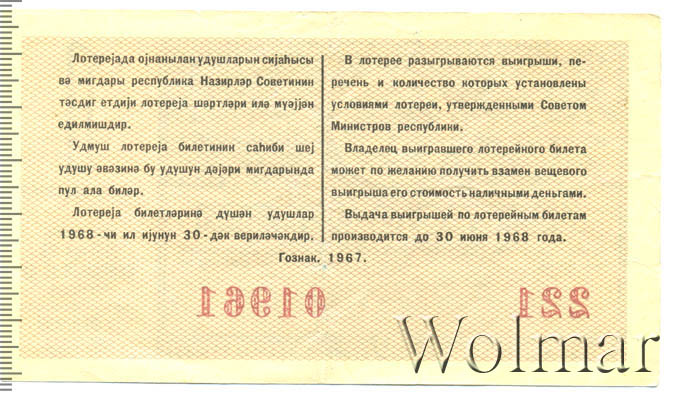 Лотерејада ојнанылан удушларын сијаһысы
вә мигдары республика Назирләр Советинин
тәсдиг етдији лотереја шәртләри илә мүәјјән
едилмишдир.
Удмуш лотереја билетинин саһиби шеј
удушу әвәзинә бу удушун дәјәри мигдарында
пул ала биләр.
Лотереја билетләринә дүшән удушлар
1968-чи ил ијунун 30-дәк вериләҹәкдир.
В лотерее разыгрываются выигрыши, пе-
речень и количество которых установлены
условиями лотереи, утвержденными Советом
Министров республики.
Владелец выигравшего лотерейного билета
может по желанию получить взамен вещевого
выигрыша его стоимость наличными деньгами.
Выдача выигрышей по лотерейным билетам
производится до 30 июня 1968 года.
Гознак. 1967.
01961 221
Wolmar